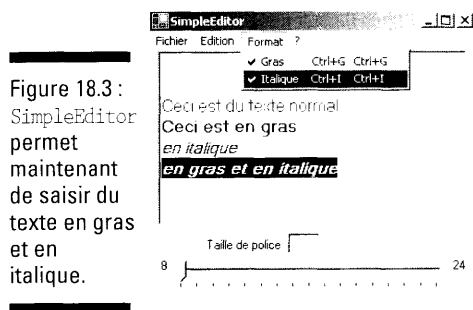 Figure 18.3 :
SimpleEditor
permet
maintenant
de saisir du
texte en gras
et en
italique.
SimpleEditor
Fichier Edition Format ?
Gras Ctrl+G Ctrl+G
Italique Ctrl+I Ctrl+I
Ceci est du texte normal
Ceci est en gras
en italique
en gras et en italique
Taille de police
8 24